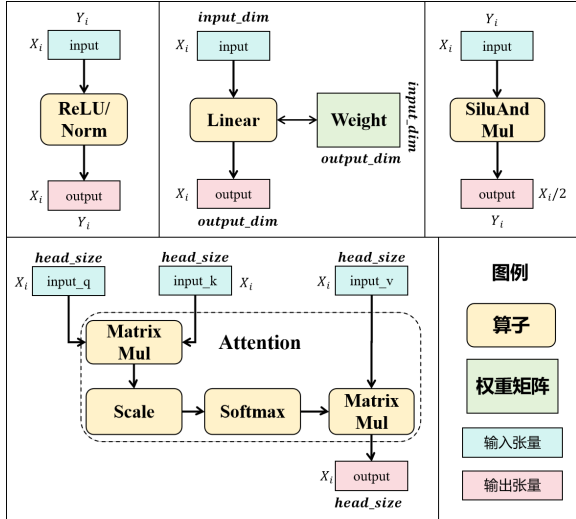 Y_i
X_i input
ReLU/
Norm
X_i output
Y_i
input_dim
X_i input
Linear
Weight
input_dim
output_dim
X_i output
output_dim
Y_i
X_i input
SiluAnd
Mul
output X_i/2
Y_i
head_size
X_i input_q
head_size
input_k X_i
head_size
X_i input_v
Matrix
Mul
Attention
Scale
Softmax
Matrix
Mul
X_i output
head_size
图例
算子
权重矩阵
输入张量
输出张量